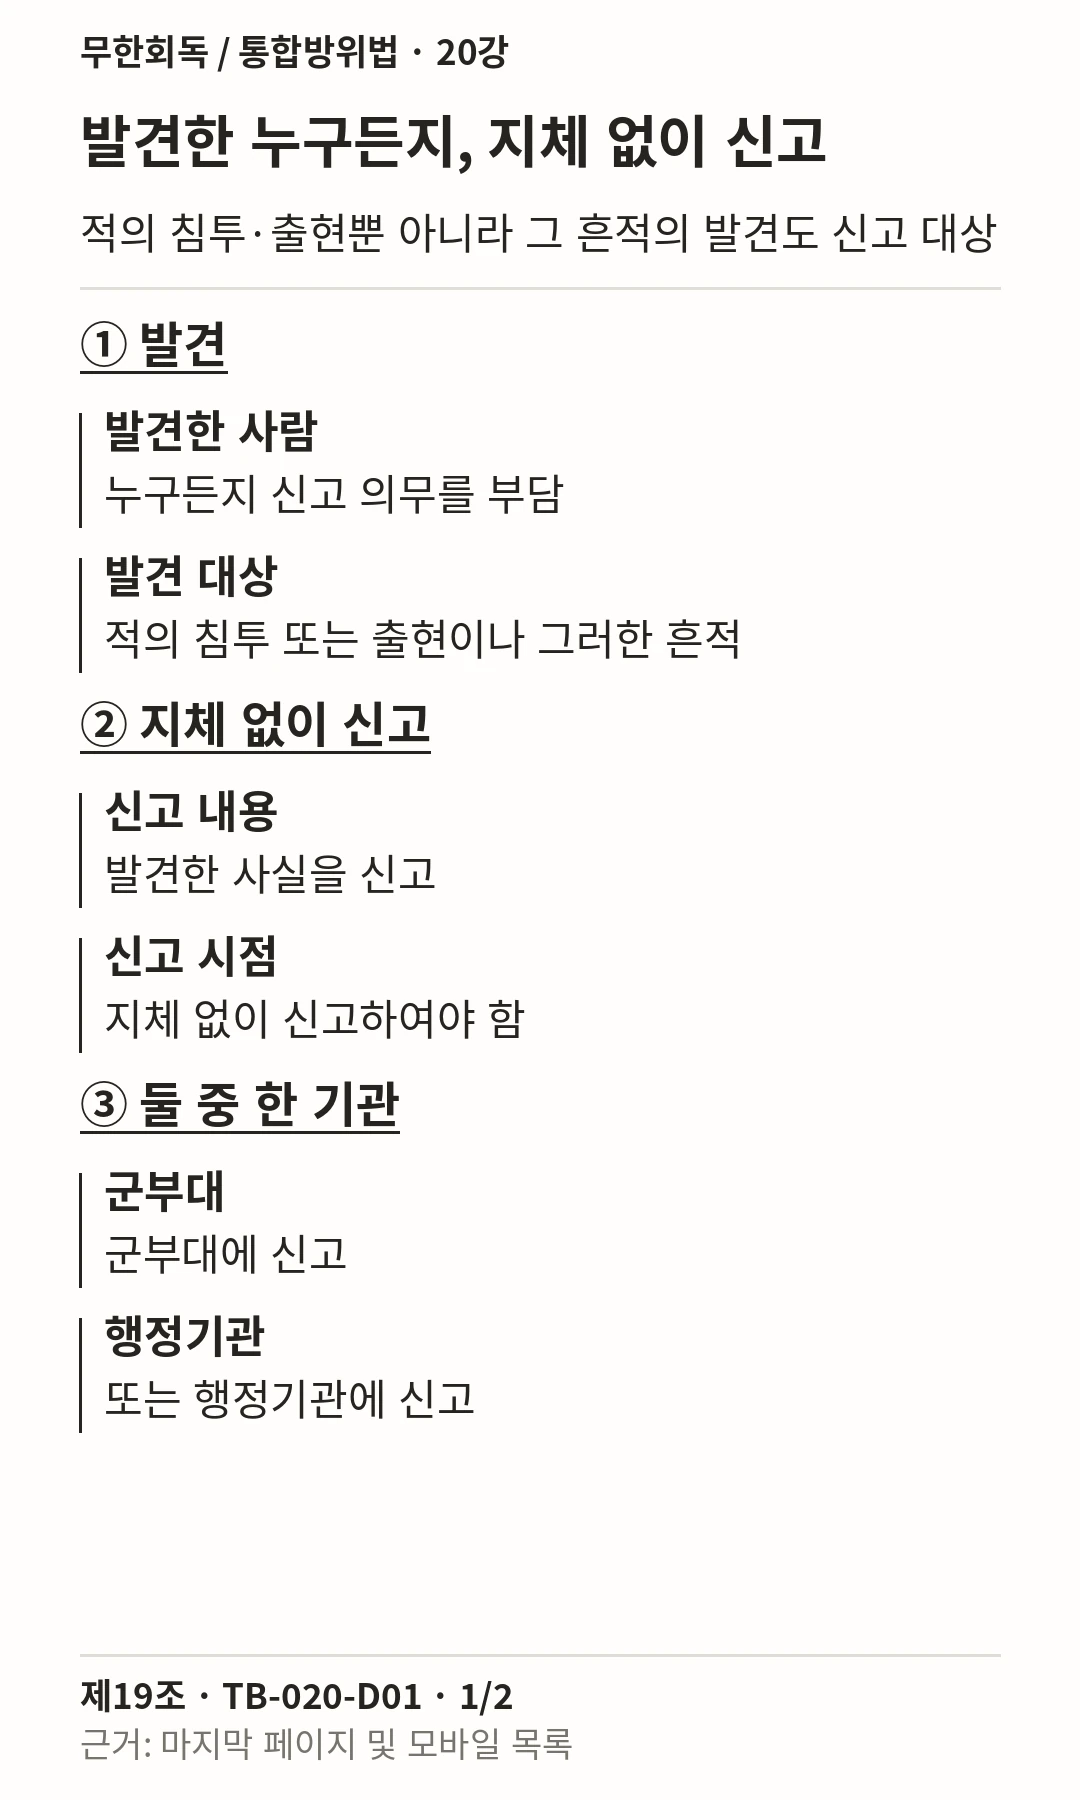 무한회독 / 통합방위법 · 20강
발견한 누구든지, 지체 없이 신고
적의 침투·출현뿐 아니라 그 흔적의 발견도 신고 대상
① 발견
발견한 사람
누구든지 신고 의무를 부담
발견 대상
적의 침투 또는 출현이나 그러한 흔적
② 지체 없이 신고
신고 내용
발견한 사실을 신고
신고 시점
지체 없이 신고하여야 함
③ 둘 중 한 기관
군부대
군부대에 신고
행정기관
또는 행정기관에 신고
제19조 · TB-020-D01 · 1/2
근거: 마지막 페이지 및 모바일 목록